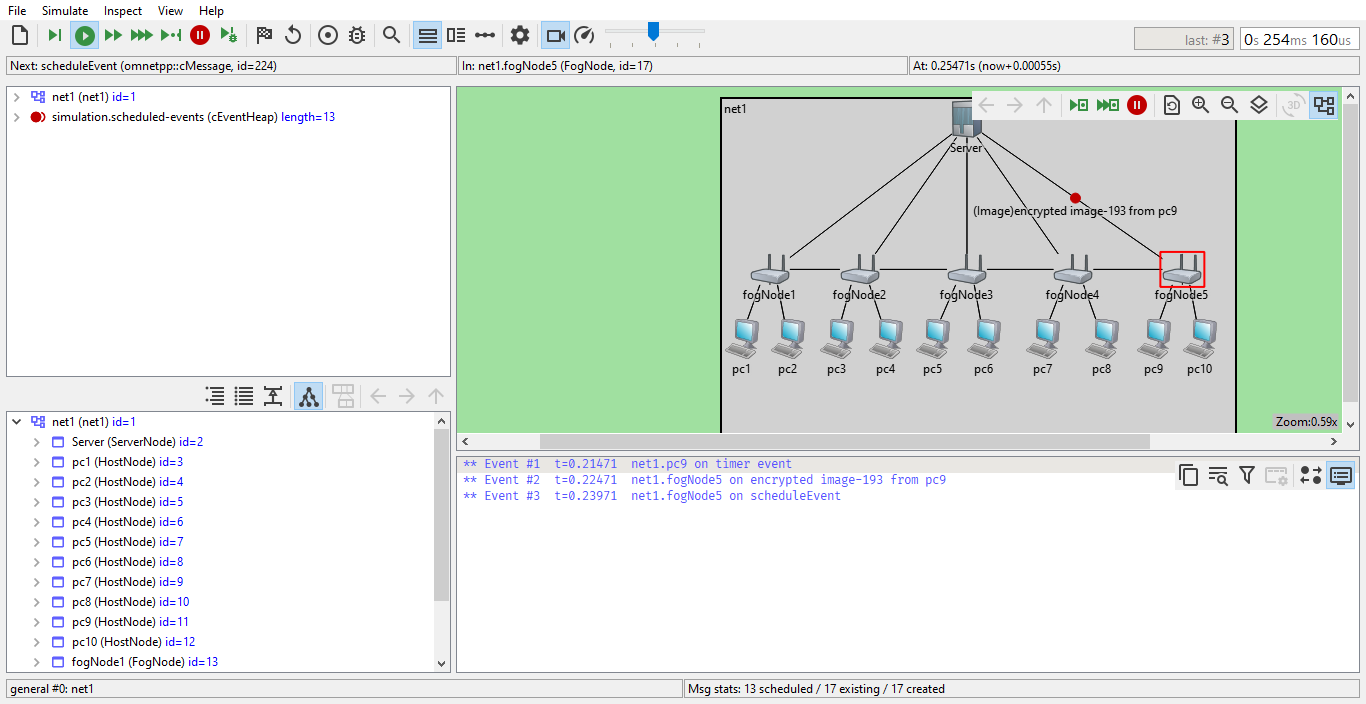 File Simulate Inspect View Help
last: #3 0s 254ms 160us
Next: scheduleEvent (omnetpp::cMessage, id=224) In: net1.fogNode5 (FogNode, id=17) At: 0.25471s (now+0.00055s)
net1 (net1) id=1
simulation.scheduled-events (cEventHeap) length=13
net1 (net1) id=1
Server (ServerNode) id=2
pc1 (HostNode) id=3
pc2 (HostNode) id=4
pc3 (HostNode) id=5
pc4 (HostNode) id=6
pc5 (HostNode) id=7
pc6 (HostNode) id=8
pc7 (HostNode) id=9
pc8 (HostNode) id=10
pc9 (HostNode) id=11
pc10 (HostNode) id=12
fogNode1 (FogNode) id=13
net1
3D
Server
(Image)encrypted image-193 from pc9
fogNode1 fogNode2 fogNode3 fogNode4 fogNode5
pc1 pc2 pc3 pc4 pc5 pc6 pc7 pc8 pc9 pc10
Zoom:0.59x
** Event #1 t=0.21471 net1.pc9 on timer event
** Event #2 t=0.22471 net1.fogNode5 on encrypted image-193 from pc9
** Event #3 t=0.23971 net1.fogNode5 on scheduleEvent
general #0: net1 Msg stats: 13 scheduled / 17 existing / 17 created